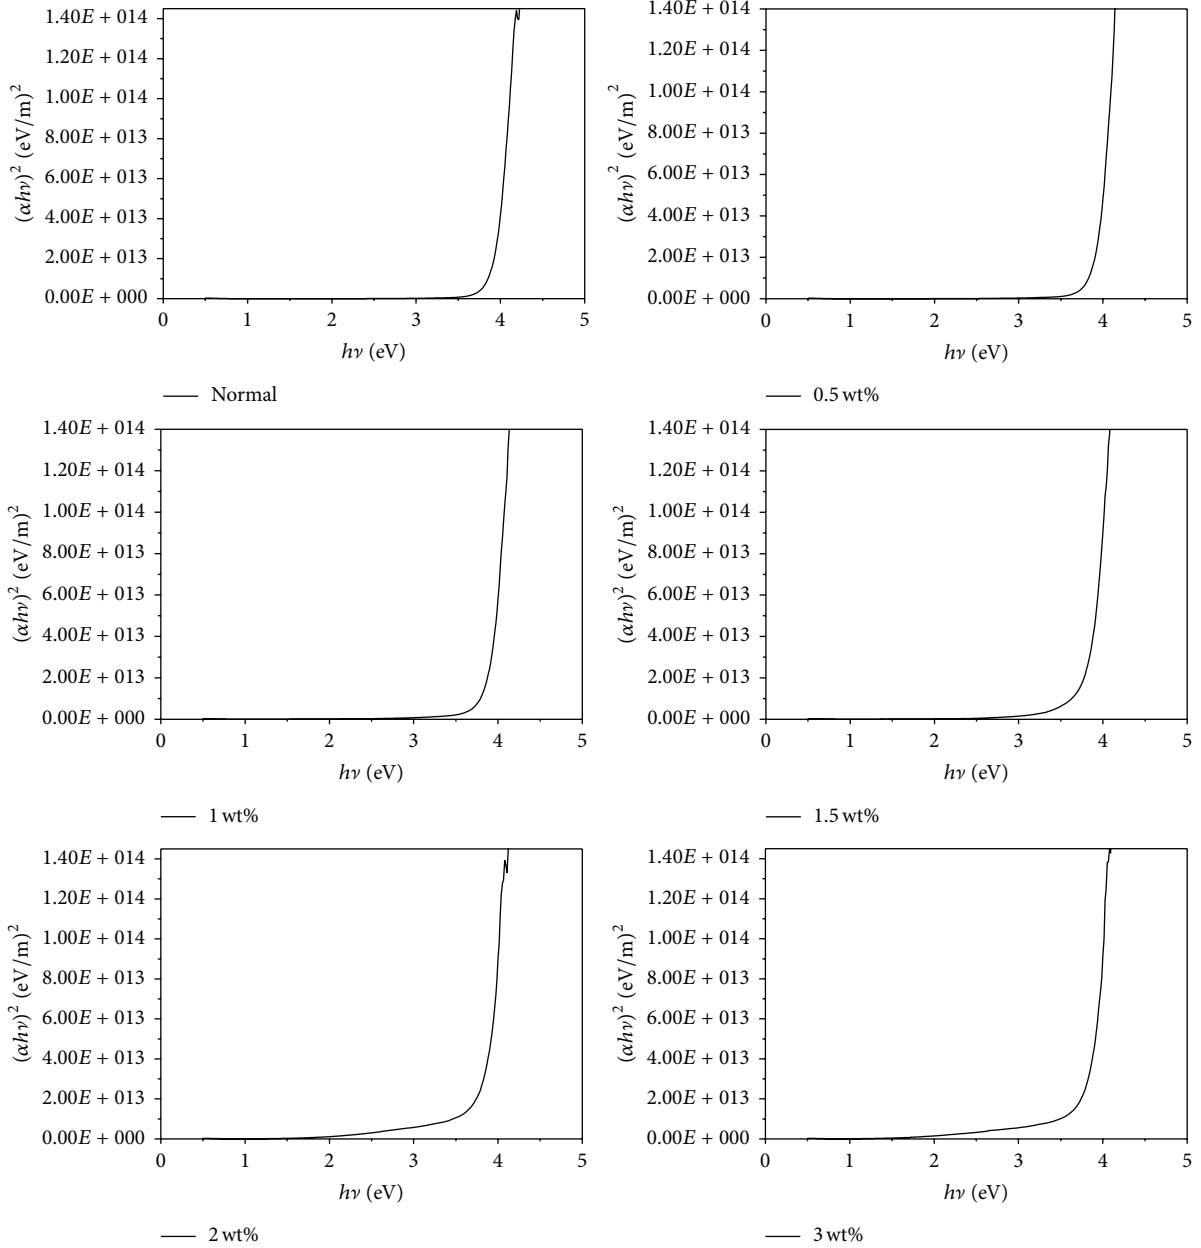 1.40E + 014
1.20E + 014
1.00E + 014
8.00E + 013
6.00E + 013
4.00E + 013
2.00E + 013
0.00E + 000
(αhν)² (eV/m)²
0 1 2 3 4 5
hν (eV)
Normal
1.40E + 014
1.20E + 014
1.00E + 014
8.00E + 013
6.00E + 013
4.00E + 013
2.00E + 013
0.00E + 000
(αhν)² (eV/m)²
0 1 2 3 4 5
hν (eV)
0.5 wt%
1.40E + 014
1.20E + 014
1.00E + 014
8.00E + 013
6.00E + 013
4.00E + 013
2.00E + 013
0.00E + 000
(αhν)² (eV/m)²
0 1 2 3 4 5
hν (eV)
1 wt%
1.40E + 014
1.20E + 014
1.00E + 014
8.00E + 013
6.00E + 013
4.00E + 013
2.00E + 013
0.00E + 000
(αhν)² (eV/m)²
0 1 2 3 4 5
hν (eV)
1.5 wt%
1.40E + 014
1.20E + 014
1.00E + 014
8.00E + 013
6.00E + 013
4.00E + 013
2.00E + 013
0.00E + 000
(αhν)² (eV/m)²
0 1 2 3 4 5
hν (eV)
2 wt%
1.40E + 014
1.20E + 014
1.00E + 014
8.00E + 013
6.00E + 013
4.00E + 013
2.00E + 013
0.00E + 000
(αhν)² (eV/m)²
0 1 2 3 4 5
hν (eV)
3 wt%